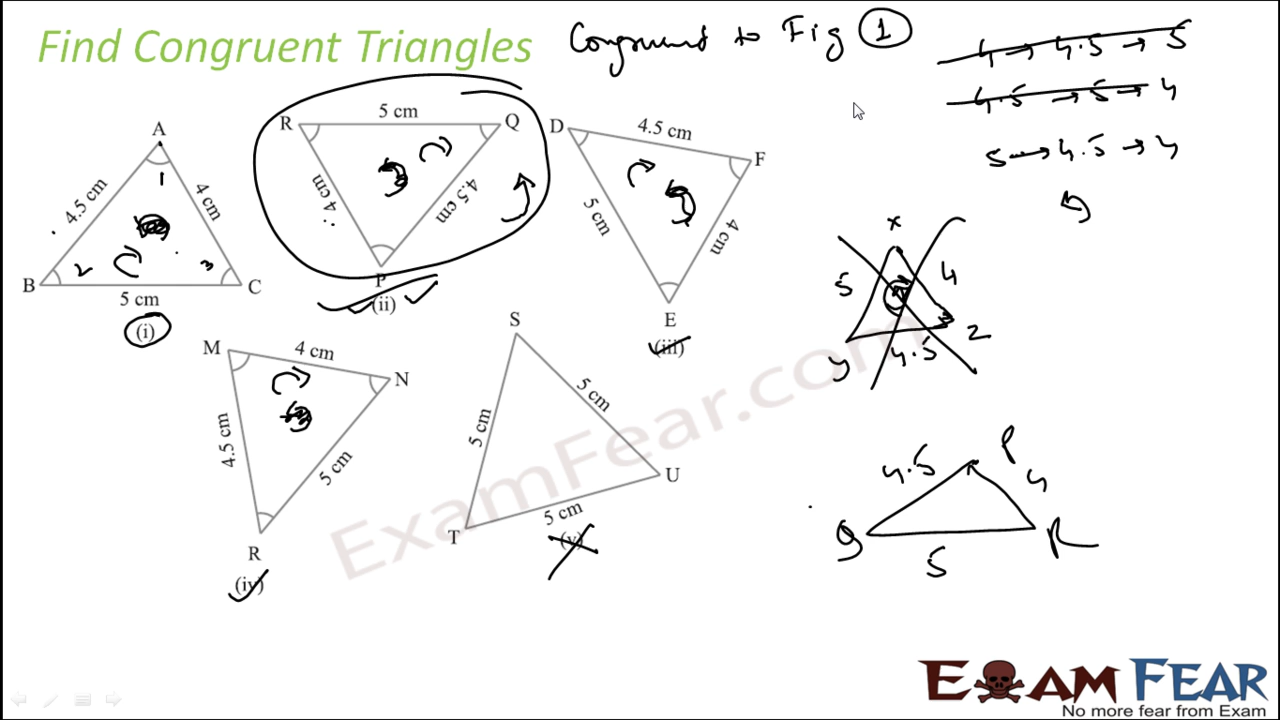 Find Congruent Triangles
Congruent to Fig 1
4 → 4.5 → 5
4.5 → 5 → 4
5 → 4.5 → 4
A
4.5 cm
4 cm
1
2
3
B
C
5 cm
(i)
R
5 cm
Q
4 cm
4.5 cm
P
(ii)
D
4.5 cm
F
5 cm
4 cm
E
(iii)
M
4 cm
N
4.5 cm
5 cm
R
(iv)
S
5 cm
5 cm
U
T
5 cm
(v)
x
5
4
y
4.5
z
P
4.5
4
Q
R
5
ExamFear.com
EXAM FEAR
No more fear from Exam